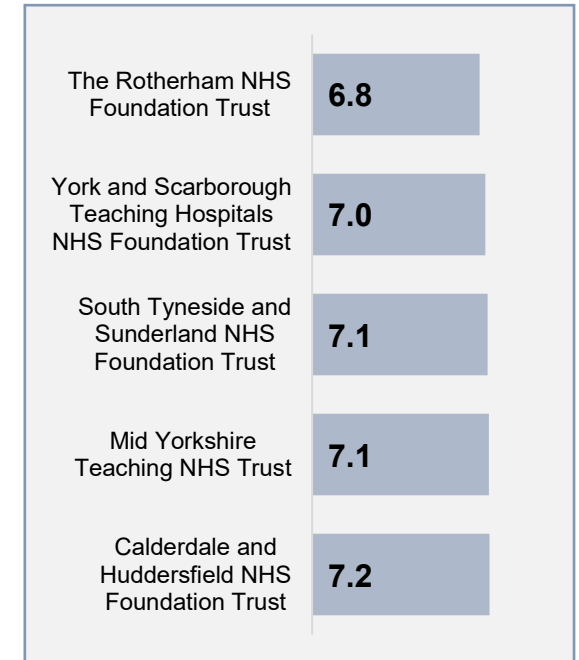 The Rotherham NHS
Foundation Trust
6.8
York and Scarborough
Teaching Hospitals
NHS Foundation Trust
7.0
South Tyneside and
Sunderland NHS
Foundation Trust
7.1
Mid Yorkshire
Teaching NHS Trust
7.1
Calderdale and
Huddersfield NHS
Foundation Trust
7.2